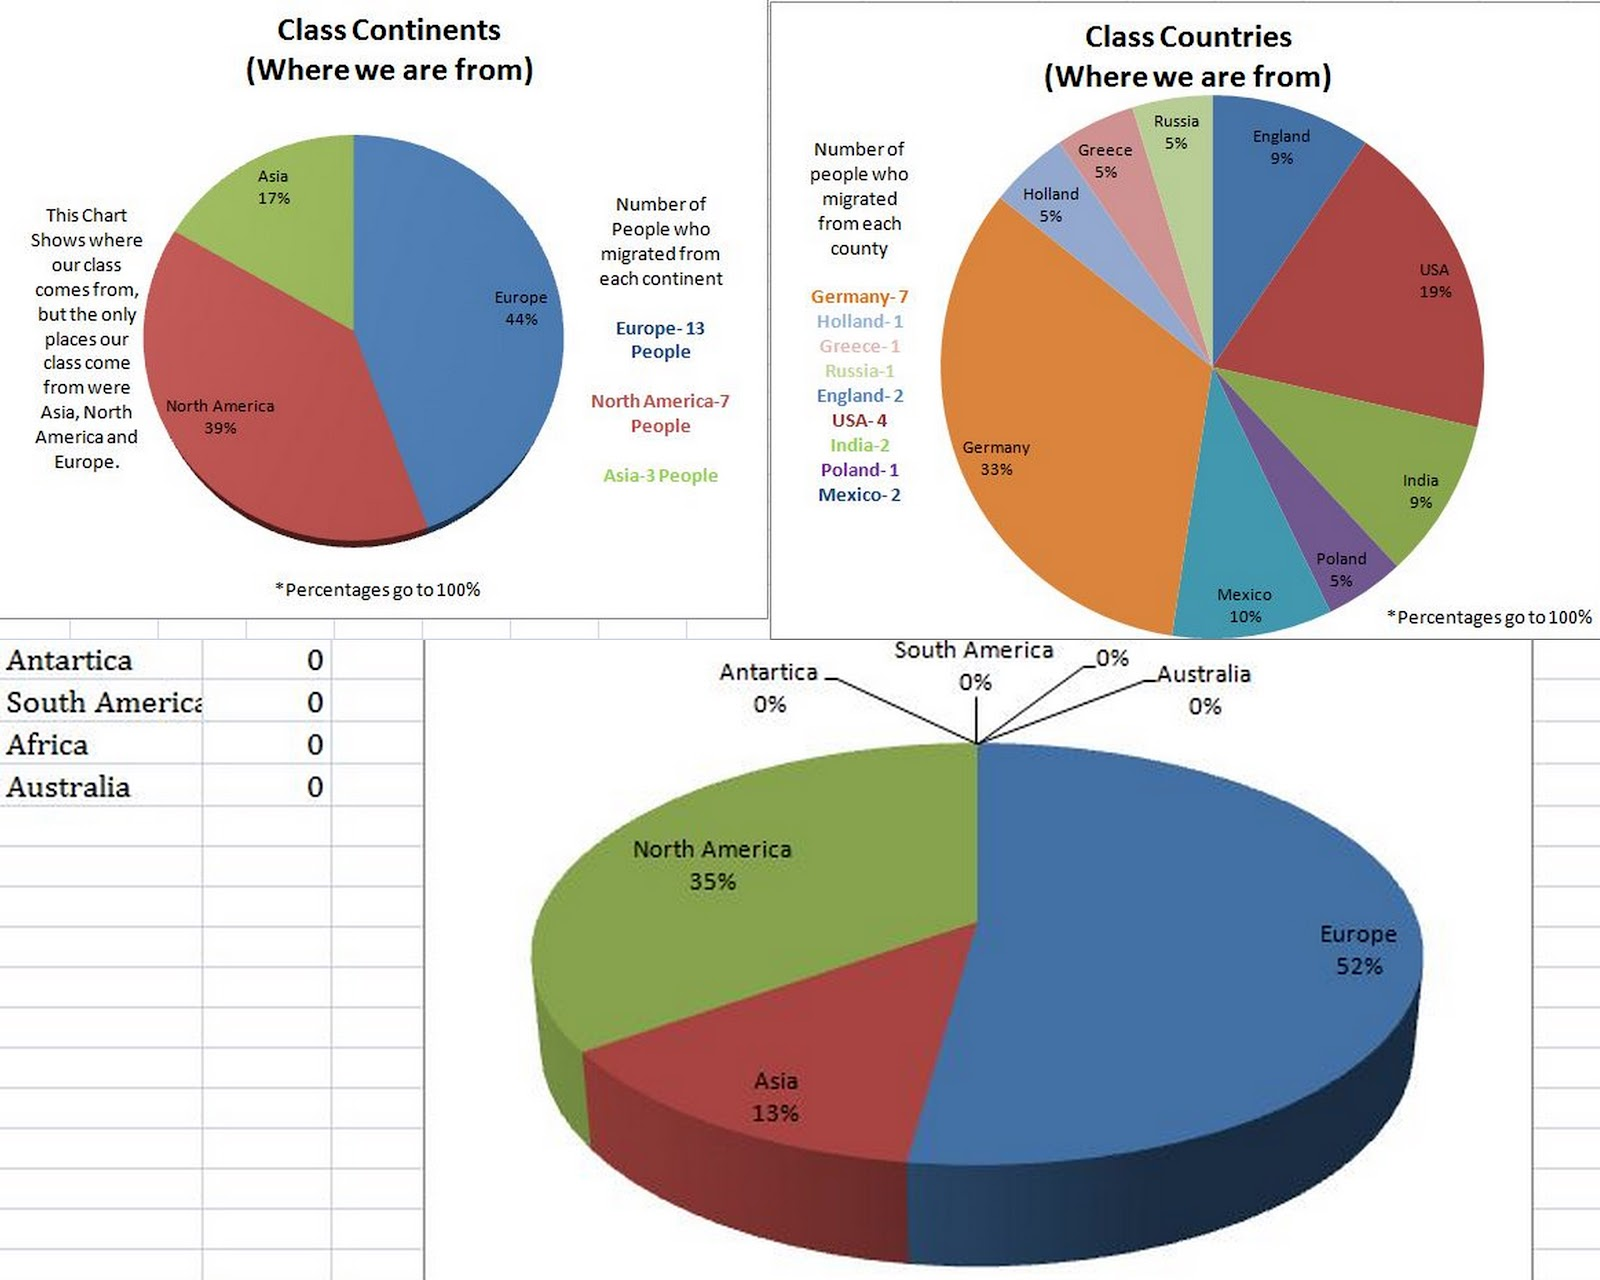 Class Continents
(Where we are from)
Asia
17%
Europe
44%
North America
39%
This Chart
Shows where
our class
comes from,
but the only
places our
class come
from were
Asia, North
America and
Europe.
Number of
People who
migrated from
each continent
Europe- 13
People
North America-7
People
Asia-3 People
*Percentages go to 100%
Class Countries
(Where we are from)
Number of
people who
migrated
from each
county
Germany- 7
Holland- 1
Greece- 1
Russia-1
England- 2
USA- 4
India-2
Poland- 1
Mexico- 2
Russia
5%
England
9%
Greece
5%
Holland
5%
USA
19%
Germany
33%
India
9%
Poland
5%
Mexico
10%
*Percentages go to 100%
Antartica 0
South America 0
Africa 0
Australia 0
South America
0%
Antartica
0%
0%
Australia
0%
North America
35%
Europe
52%
Asia
13%